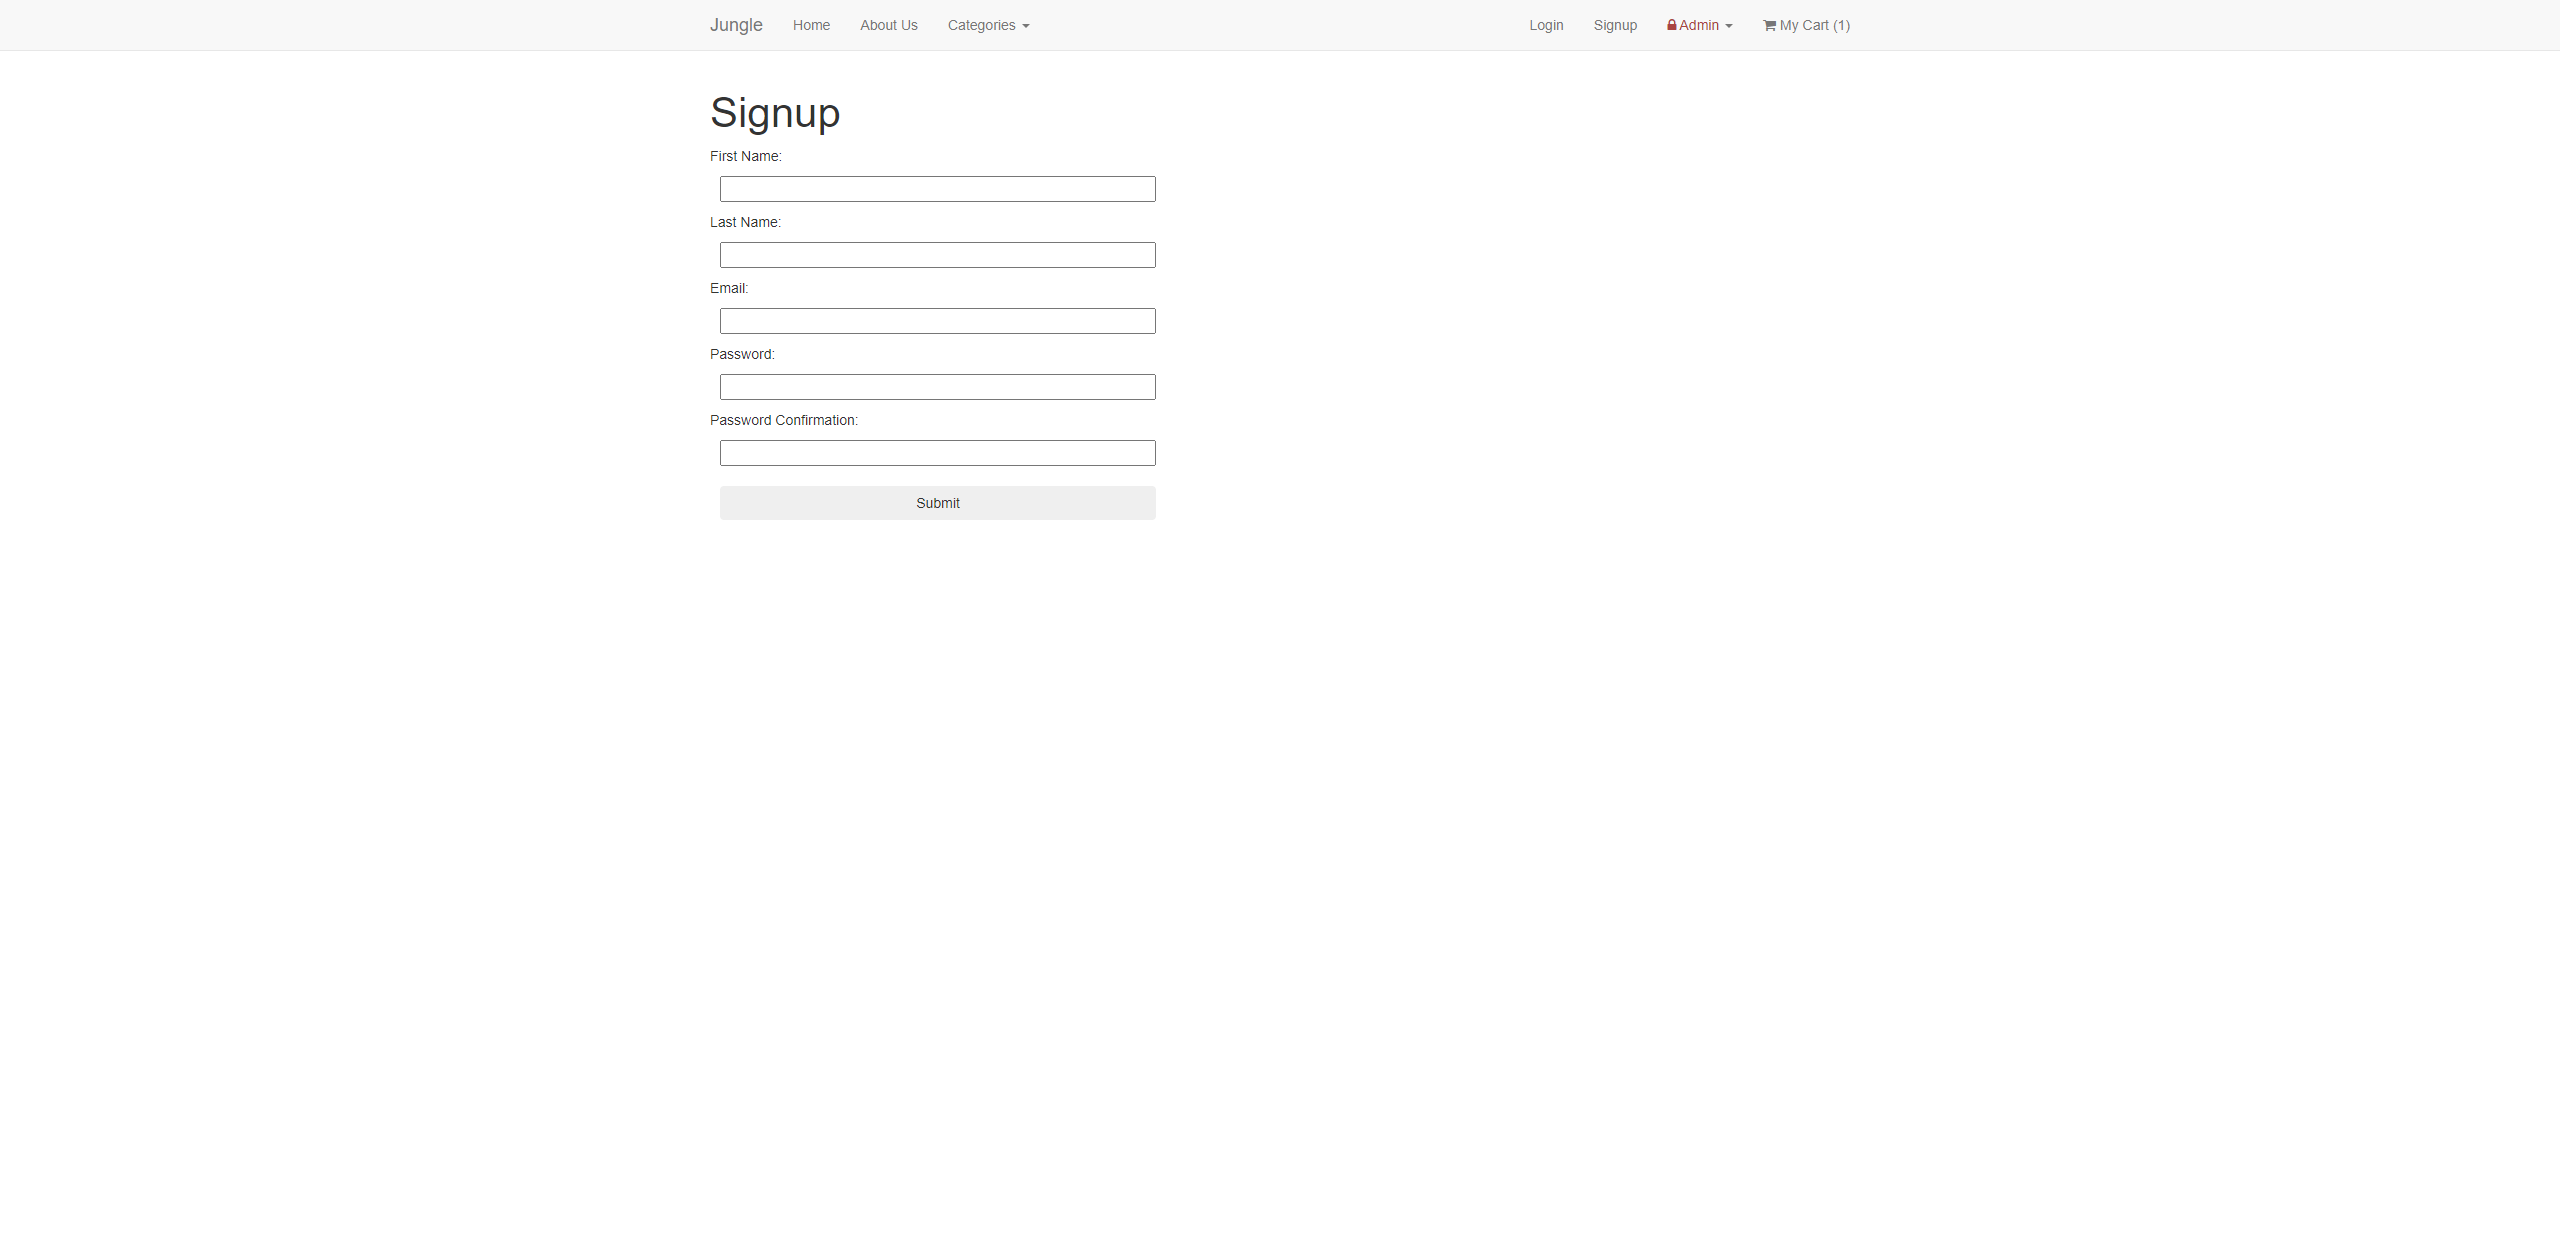 Jungle Home About Us Categories Login Signup Admin My Cart (1)
Signup
First Name:
Last Name:
Email:
Password:
Password Confirmation:
Submit